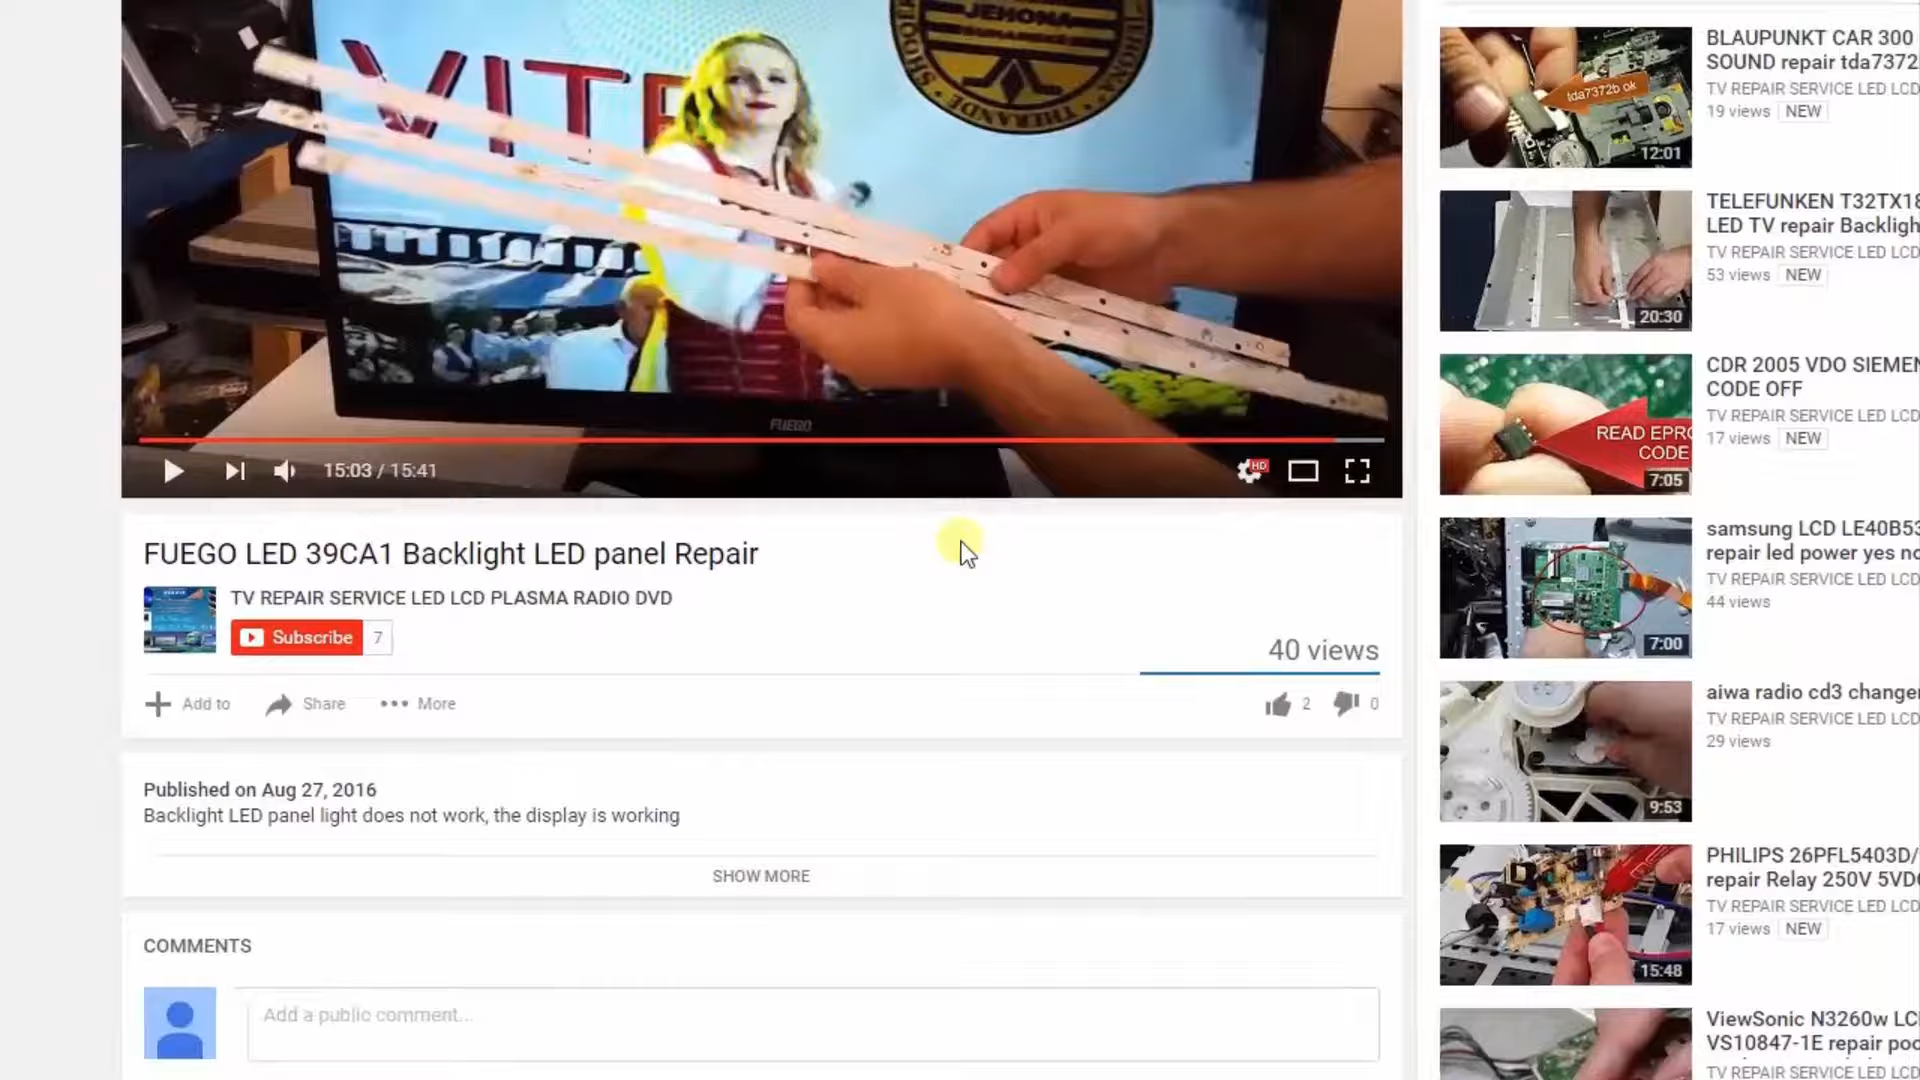 JEHONA
SUHAREKE
SHOQ
THERANDE
VITE
FUEGO
15:03 / 15:41
HD
FUEGO LED 39CA1 Backlight LED panel Repair
TV REPAIR SERVICE LED LCD PLASMA RADIO DVD
Subscribe 7
40 views
Add to Share More
2 0
Published on Aug 27, 2016
Backlight LED panel light does not work, the display is working
SHOW MORE
COMMENTS
Add a public comment...
tda7372b ok
12:01
BLAUPUNKT CAR 300
SOUND repair tda7372
TV REPAIR SERVICE LED LCD
19 views NEW
20:30
TELEFUNKEN T32TX18
LED TV repair Backligh
TV REPAIR SERVICE LED LCD
53 views NEW
READ EPRO
CODE
7:05
CDR 2005 VDO SIEMEN
CODE OFF
TV REPAIR SERVICE LED LCD
17 views NEW
7:00
samsung LCD LE40B53
repair led power yes no
TV REPAIR SERVICE LED LCD
44 views
9:53
aiwa radio cd3 change
TV REPAIR SERVICE LED LCD
29 views
15:48
PHILIPS 26PFL5403D/
repair Relay 250V 5VDC
TV REPAIR SERVICE LED LCD
17 views NEW
ViewSonic N3260w LC
VS10847-1E repair poo
TV REPAIR SERVICE LED LCD